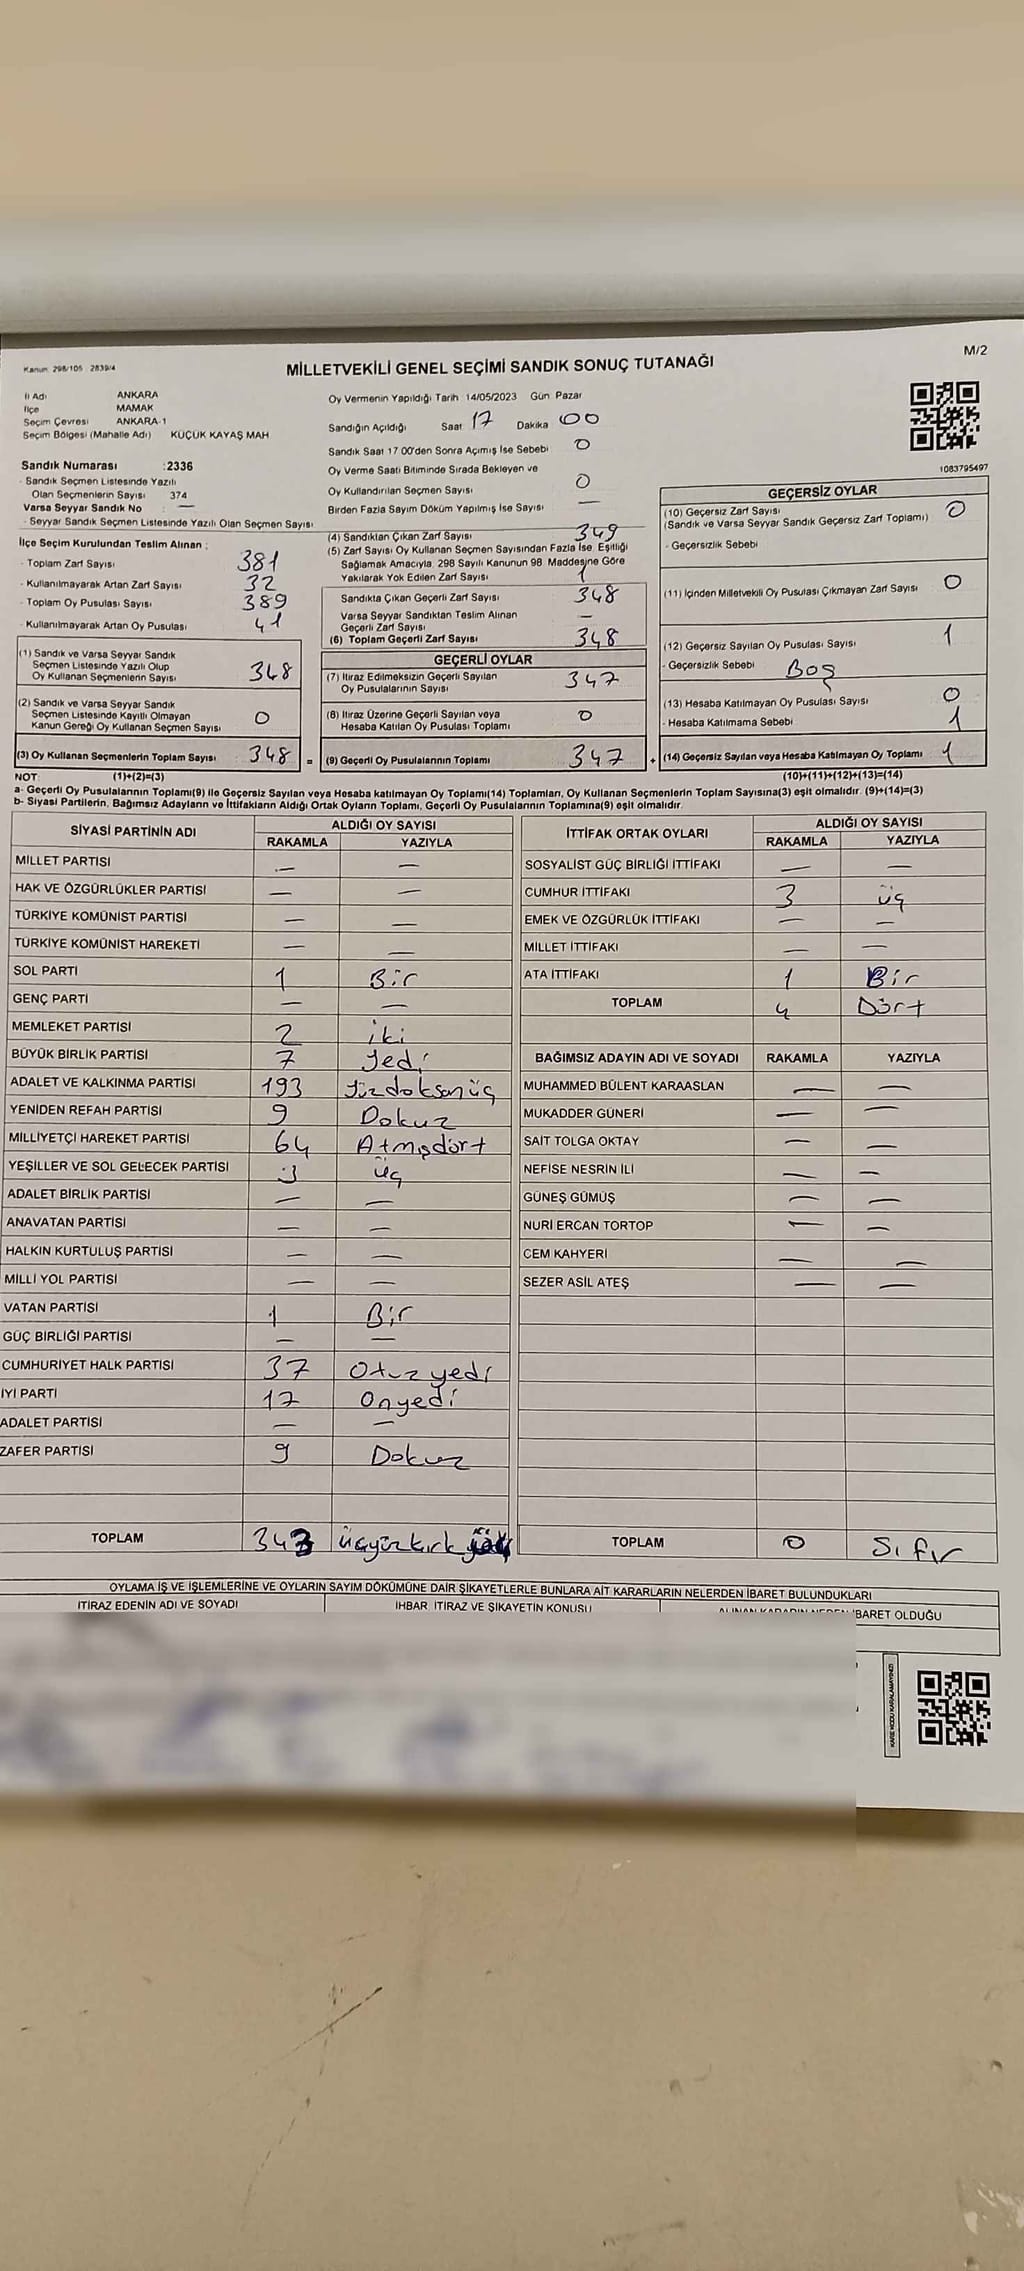 Kanun 298/105 2839/4
MİLLETVEKİLİ GENEL SEÇİMİ SANDIK SONUÇ TUTANAĞI
M/2
İl Adı ANKARA
İlçe MAMAK
Seçim Çevresi ANKARA-1
Seçim Bölgesi (Mahalle Adı) KÜÇÜK KAYAŞ MAH
Sandık Numarası :2336
- Sandık Seçmen Listesinde Yazılı
Olan Seçmenlerin Sayısı 374
Varsa Seyyar Sandık No : —
- Seyyar Sandık Seçmen Listesinde Yazılı Olan Seçmen Sayısı
İlçe Seçim Kurulundan Teslim Alınan :
- Toplam Zarf Sayısı 381
- Kullanılmayarak Artan Zarf Sayısı 32
- Toplam Oy Pusulası Sayısı 389
- Kullanılmayarak Artan Oy Pusulası 41
(1) Sandık ve Varsa Seyyar Sandık
Seçmen Listesinde Yazılı Olup
Oy Kullanan Seçmenlerin Sayısı 348
(2) Sandık ve Varsa Seyyar Sandık
Seçmen Listesinde Kayıtlı Olmayan
Kanun Gereği Oy Kullanan Seçmen Sayısı 0
(3) Oy Kullanan Seçmenlerin Toplam Sayısı 348 =
Oy Vermenin Yapıldığı Tarih 14/05/2023 Gün Pazar
Sandığın Açıldığı Saat 17 Dakika 00
Sandık Saat 17 00'den Sonra Açımış İse Sebebi 0
Oy Verme Saati Bitiminde Sırada Bekleyen ve
Oy Kullandırılan Seçmen Sayısı 0
Birden Fazla Sayım Döküm Yapılmış İse Sayısı —
(4) Sandıktan Çıkan Zarf Sayısı 349
(5) Zarf Sayısı Oy Kullanan Seçmen Sayısından Fazla İse Eşitliği
Sağlamak Amacıyla, 298 Sayılı Kanunun 98 Maddesine Göre
Yakılarak Yok Edilen Zarf Sayısı 1
Sandıkta Çıkan Geçerli Zarf Sayısı 348
Varsa Seyyar Sandıktan Teslim Alınan
Geçerli Zarf Sayısı —
(6) Toplam Geçerli Zarf Sayısı 348
GEÇERLİ OYLAR
(7) İtiraz Edilmeksizin Geçerli Sayılan
Oy Pusulalarının Sayısı 347
(8) İtiraz Üzerine Geçerli Sayılan veya
Hesaba Katılan Oy Pusulası Toplamı 0
(9) Geçerli Oy Pusulalarının Toplamı 347 +
1083795497
GEÇERSİZ OYLAR
(10) Geçersiz Zarf Sayısı 0
(Sandık ve Varsa Seyyar Sandık Geçersiz Zarf Toplamı)
- Geçersizlik Sebebi
(11) İçinden Milletvekili Oy Pusulası Çıkmayan Zarf Sayısı 0
(12) Geçersiz Sayılan Oy Pusulası Sayısı 1
- Geçersizlik Sebebi Boş
(13) Hesaba Katılmayan Oy Pusulası Sayısı 0
- Hesaba Katılmama Sebebi 1
(14) Geçersiz Sayılan veya Hesaba Katılmayan Oy Toplamı 1
NOT: (1)+(2)=(3) (10)+(11)+(12)+(13)=(14)
a- Geçerli Oy Pusulalarının Toplamı(9) ile Geçersiz Sayılan veya Hesaba katılmayan Oy Toplamı(14) Toplamları, Oy Kullanan Seçmenlerin Toplam Sayısına(3) eşit olmalıdır. (9)+(14)=(3)
b- Siyasi Partilerin, Bağımsız Adayların ve İttifakların Aldığı Ortak Oyların Toplamı, Geçerli Oy Pusulalarının Toplamına(9) eşit olmalıdır.
SİYASİ PARTİNİN ADI ALDIĞI OY SAYISI
RAKAMLA YAZIYLA
MİLLET PARTİSİ — —
HAK VE ÖZGÜRLÜKLER PARTİSİ — —
TÜRKİYE KOMÜNİST PARTİSİ — —
TÜRKİYE KOMÜNİST HAREKETİ — —
SOL PARTİ 1 Bir
GENÇ PARTİ — —
MEMLEKET PARTİSİ 2 iki
BÜYÜK BİRLİK PARTİSİ 7 Yedi
ADALET VE KALKINMA PARTİSİ 193 Yüzdoksanüç
YENİDEN REFAH PARTİSİ 9 Dokuz
MİLLİYETÇİ HAREKET PARTİSİ 64 Atmışdört
YEŞİLLER VE SOL GELECEK PARTİSİ 3 üç
ADALET BİRLİK PARTİSİ — —
ANAVATAN PARTİSİ — —
HALKIN KURTULUŞ PARTİSİ — —
MİLLİ YOL PARTİSİ — —
VATAN PARTİSİ 1 Bir
GÜÇ BİRLİĞİ PARTİSİ — —
CUMHURİYET HALK PARTİSİ 37 Otuzyedi
İYİ PARTİ 17 Onyedi
ADALET PARTİSİ — —
ZAFER PARTİSİ 9 Dokuz
TOPLAM 343 üçyüzkırk
İTTİFAK ORTAK OYLARI ALDIĞI OY SAYISI
RAKAMLA YAZIYLA
SOSYALİST GÜÇ BİRLİĞİ İTTİFAKI — —
CUMHUR İTTİFAKI 3 üç
EMEK VE ÖZGÜRLÜK İTTİFAKI — —
MİLLET İTTİFAKI — —
ATA İTTİFAKI 1 Bir
TOPLAM 4 Dört
BAĞIMSIZ ADAYIN ADI VE SOYADI RAKAMLA YAZIYLA
MUHAMMED BÜLENT KARAASLAN — —
MUKADDER GÜNERİ — —
SAİT TOLGA OKTAY — —
NEFİSE NESRİN İLİ — —
GÜNEŞ GÜMÜŞ — —
NURİ ERCAN TORTOP — —
CEM KAHYERİ — —
SEZER ASİL ATEŞ — —
TOPLAM 0 Sıfır
OYLAMA İŞ VE İŞLEMLERİNE VE OYLARIN SAYIM DÖKÜMÜNE DAİR ŞİKAYETLERLE BUNLARA AİT KARARLARIN NELERDEN İBARET BULUNDUKLARI
İTİRAZ EDENİN ADI VE SOYADI İHBAR İTİRAZ VE ŞİKAYETİN KONUSU ALINAN KARARIN NEDEN İBARET OLDUĞU
KARE KODU KARALAMAYINIZ!